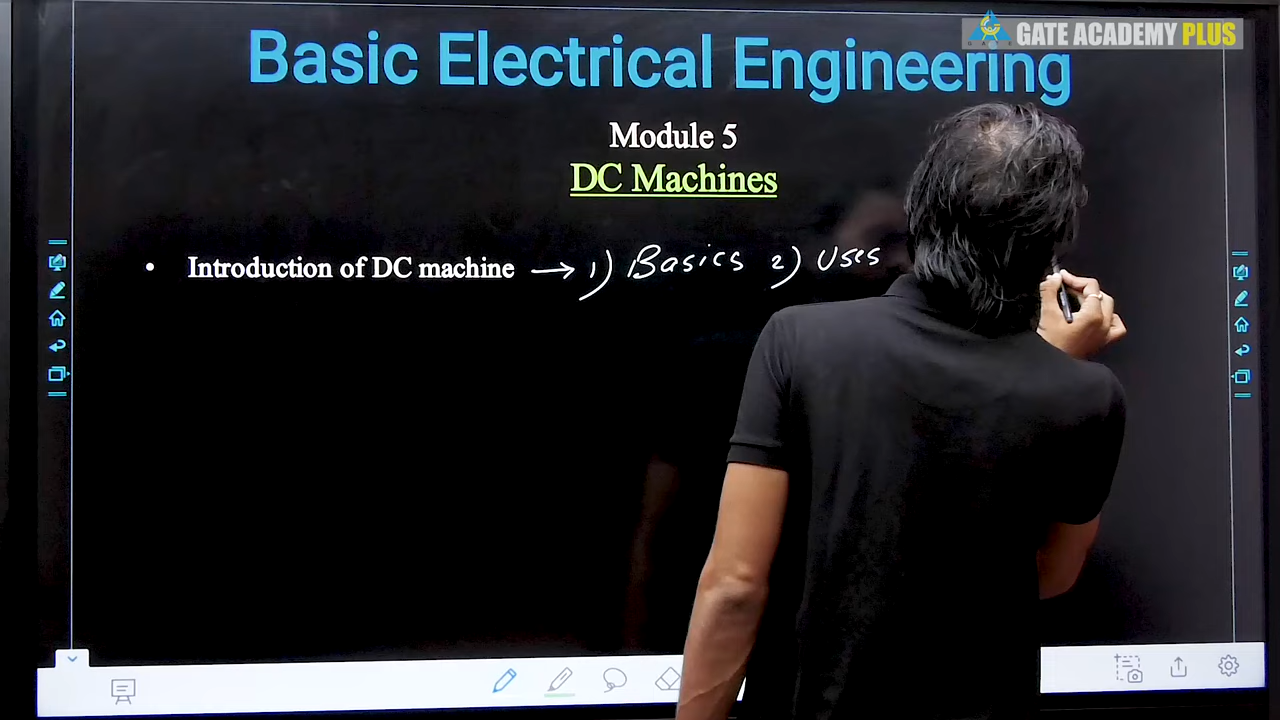 GATE ACADEMY PLUS
Basic Electrical Engineering
Module 5
DC Machines
• Introduction of DC machine → 1) Basics 2) Uses